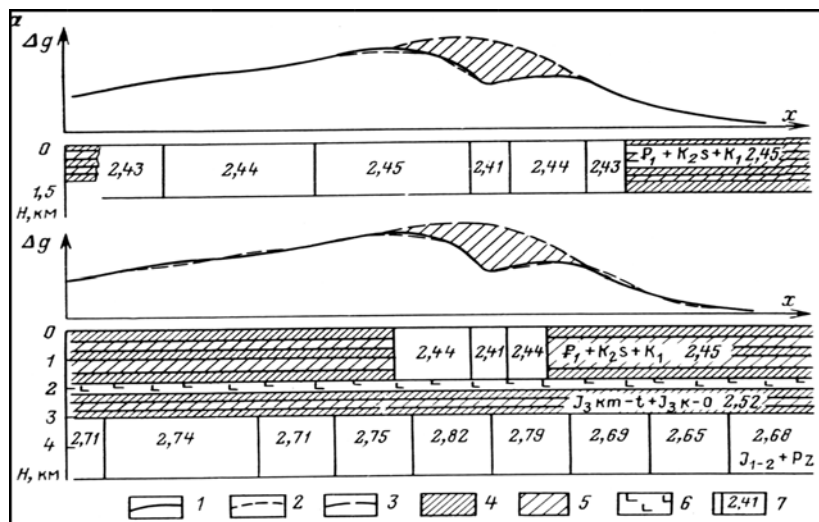 а
Δg
x
0
1,5
H, км
2,43 2,44 2,45 2,41 2,44 2,43 P₁ + K₂s + K₁ 2,45
Δg
x
0
1
2
3
4
H, км
2,44 2,41 2,44 P₁ + K₂s + K₁ 2,45
J₃ km-t + J₃ к-о 2,52
2,71 2,74 2,71 2,75 2,82 2,79 2,69 2,65 2,68
J₁₋₂ + Pz
1 2 3 4 5 6 2,41 7